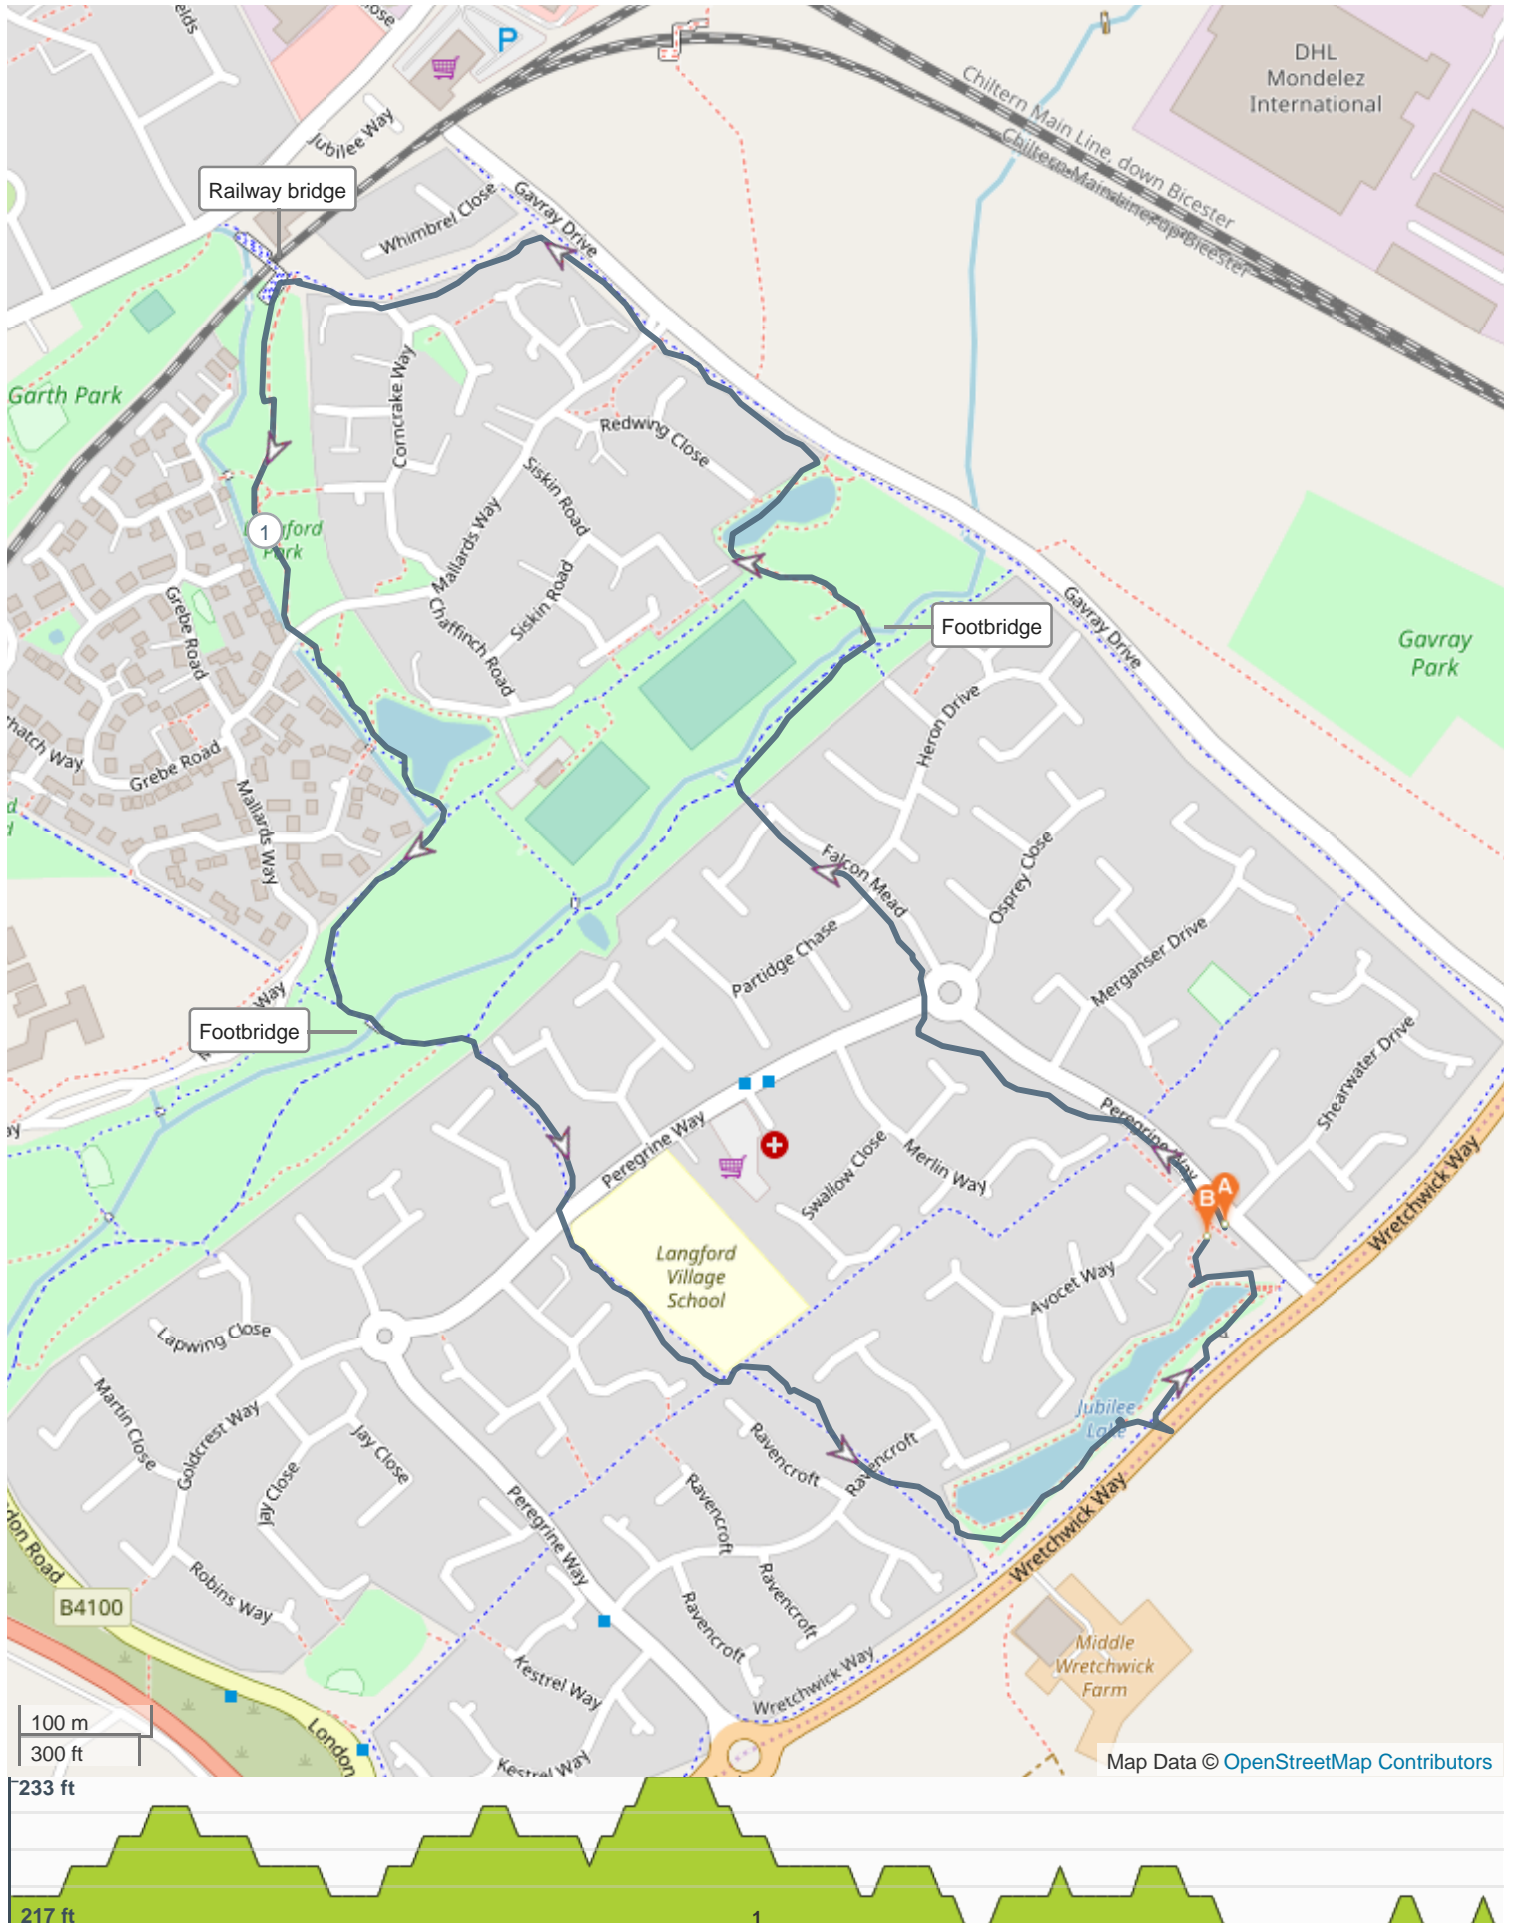 P
DHL
Mondelez
International
Jubilee Way
Chiltern Main Line, down Bicester
Railway bridge
Whimbrel Close
Gavray Drive
Garth Park
Corncrake Way
Redwing Close
Siskin Road
Mallards Way
1
Park
Siskin Road
Chaffinch Road
Grebe Road
Footbridge
Gavray Drive
Gavray
Park
Heron Drive
Grebe Road
Mallards Way
Falcon Mead
Osprey Close
Partidge Chase
Merganser Drive
Way
Footbridge
Shearwater Drive
Peregrine Way
Peregrine Way
Swallow Close
Merlin Way
Wretchwick Way
B
A
Langford
Village
School
Avocet Way
Lapwing Close
Martin Close
Goldcrest Way
Jay Close
Jay Close
Jubilee
Lake
Ravencroft
Ravencroft
Ravencroft
Peregrine Way
Wretchwick Way
Robins Way
B4100
Ravencroft
Ravencroft
Kestrel Way
Wretchwick Way
Middle
Wretchwick
Farm
London
Kestrel Way
100 m
300 ft
Map Data © OpenStreetMap Contributors
233 ft
217 ft
1